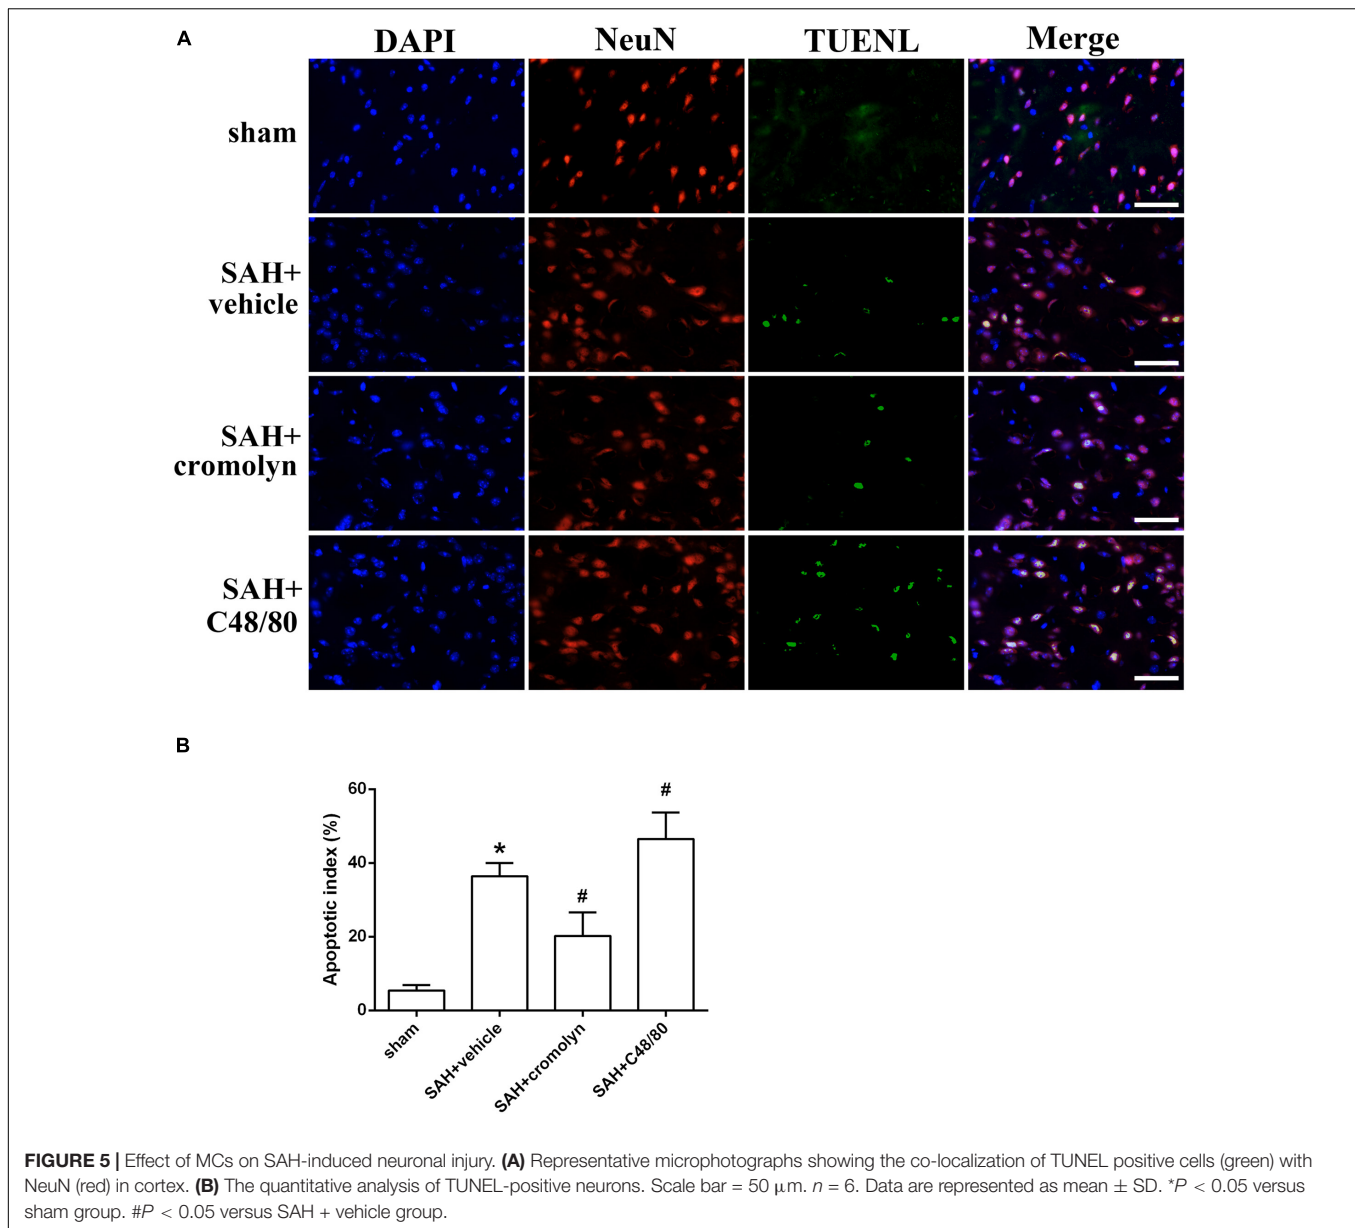 A
DAPI NeuN TUENL Merge
sham
SAH+
vehicle
SAH+
cromolyn
SAH+
C48/80
B
Apoptotic index (%)
60
40
20
0
*
#
#
sham
SAH+vehicle
SAH+cromolyn
SAH+C48/80
FIGURE 5 | Effect of MCs on SAH-induced neuronal injury. (A) Representative microphotographs showing the co-localization of TUNEL positive cells (green) with
NeuN (red) in cortex. (B) The quantitative analysis of TUNEL-positive neurons. Scale bar = 50 μm. n = 6. Data are represented as mean ± SD. *P < 0.05 versus
sham group. #P < 0.05 versus SAH + vehicle group.